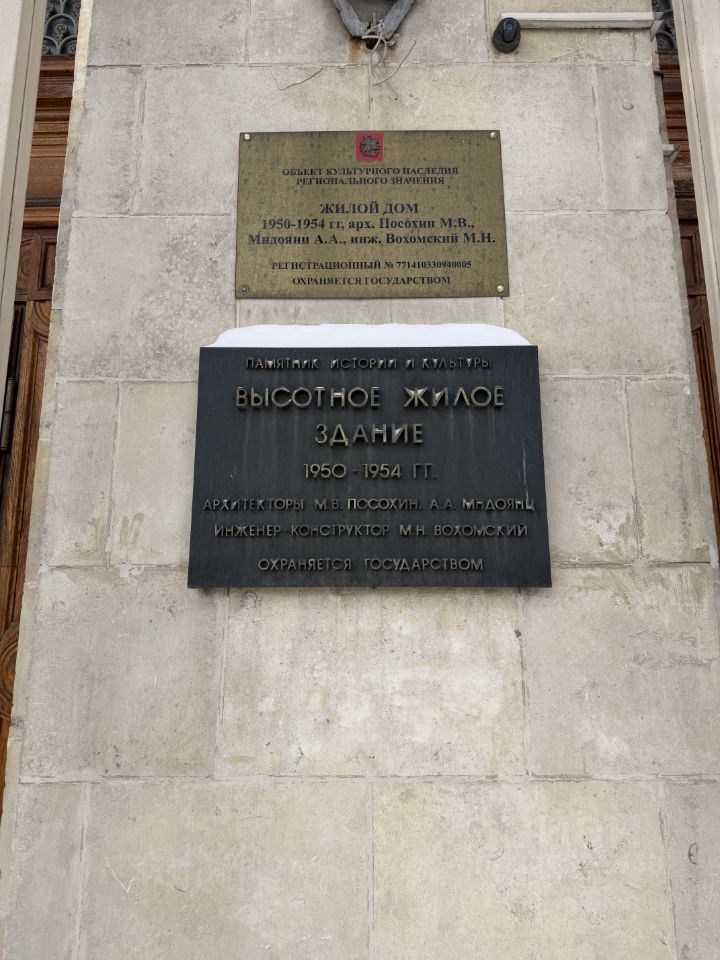 ОБЪЕКТ КУЛЬТУРНОГО НАСЛЕДИЯ
РЕГИОНАЛЬНОГО ЗНАЧЕНИЯ
ЖИЛОЙ ДОМ
1950-1954 гг, арх. Посохин М.В.,
Мндоянц А.А., инж. Вохомский М.Н.
РЕГИСТРАЦИОННЫЙ № 771410330940005
ОХРАНЯЕТСЯ ГОСУДАРСТВОМ
ПАМЯТНИК ИСТОРИИ И КУЛЬТУРЫ
ВЫСОТНОЕ ЖИЛОЕ
ЗДАНИЕ
1950 - 1954 ГГ.
АРХИТЕКТОРЫ М.В. ПОСОХИН, А.А. МНДОЯНЦ
ИНЖЕНЕР-КОНСТРУКТОР М.Н. ВОХОМСКИЙ
ОХРАНЯЕТСЯ ГОСУДАРСТВОМ